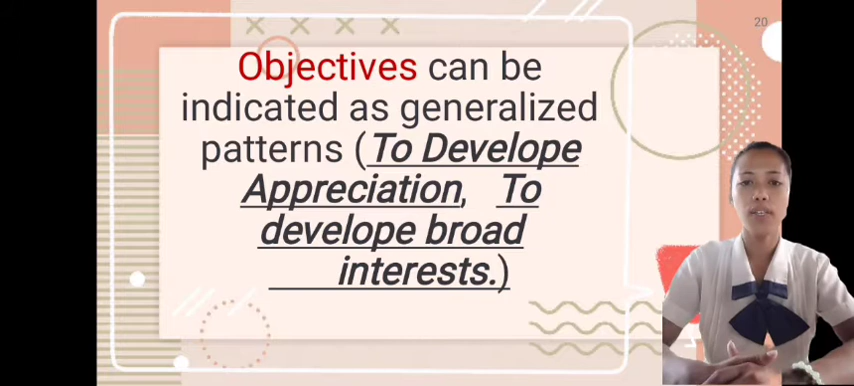 20
Objectives can be
indicated as generalized
patterns (To Develope
Appreciation, To
develope broad
interests.)